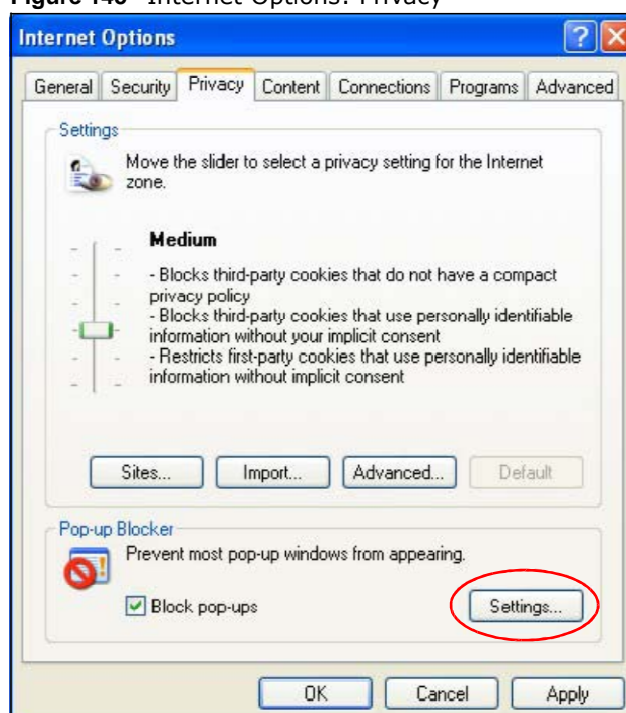 Internet Options
General Security Privacy Content Connections Programs Advanced
Settings
Move the slider to select a privacy setting for the Internet
zone.
Medium
- Blocks third-party cookies that do not have a compact
privacy policy
- Blocks third-party cookies that use personally identifiable
information without your implicit consent
- Restricts first-party cookies that use personally identifiable
information without implicit consent
Sites... Import... Advanced... Default
Pop-up Blocker
Prevent most pop-up windows from appearing.
Block pop-ups
Settings...
OK Cancel Apply